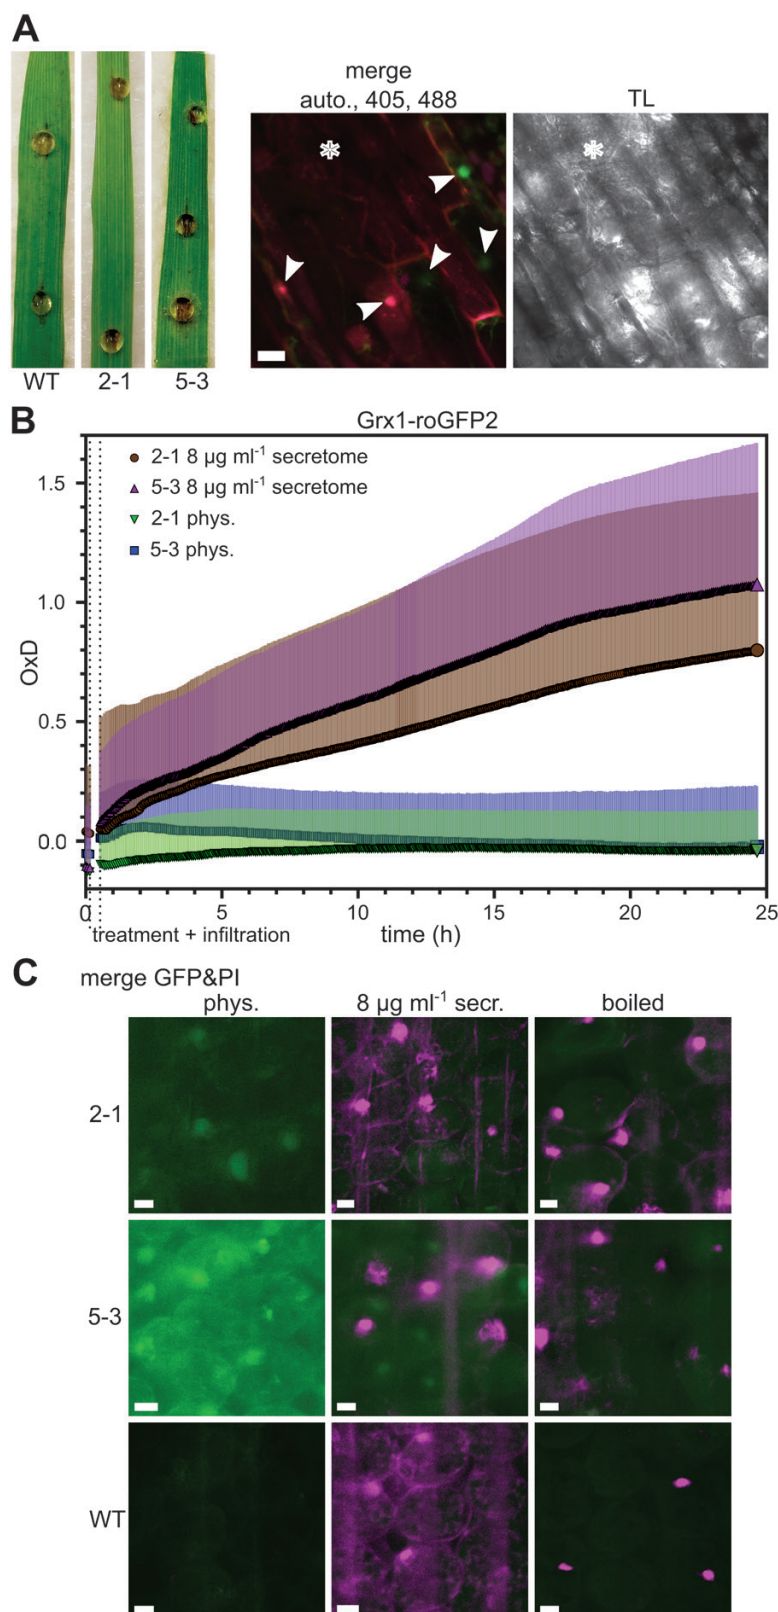 A
merge
auto., 405, 488
TL
WT
2-1
5-3
B
Grx1-roGFP2
2-1 8 µg ml⁻¹ secretome
5-3 8 µg ml⁻¹ secretome
2-1 phys.
5-3 phys.
OxD
1.5
1.0
0.5
0.0
0
5
10
15
20
25
treatment + infiltration
time (h)
C
merge GFP&PI
phys.
8 µg ml⁻¹ secr.
boiled
2-1
5-3
WT